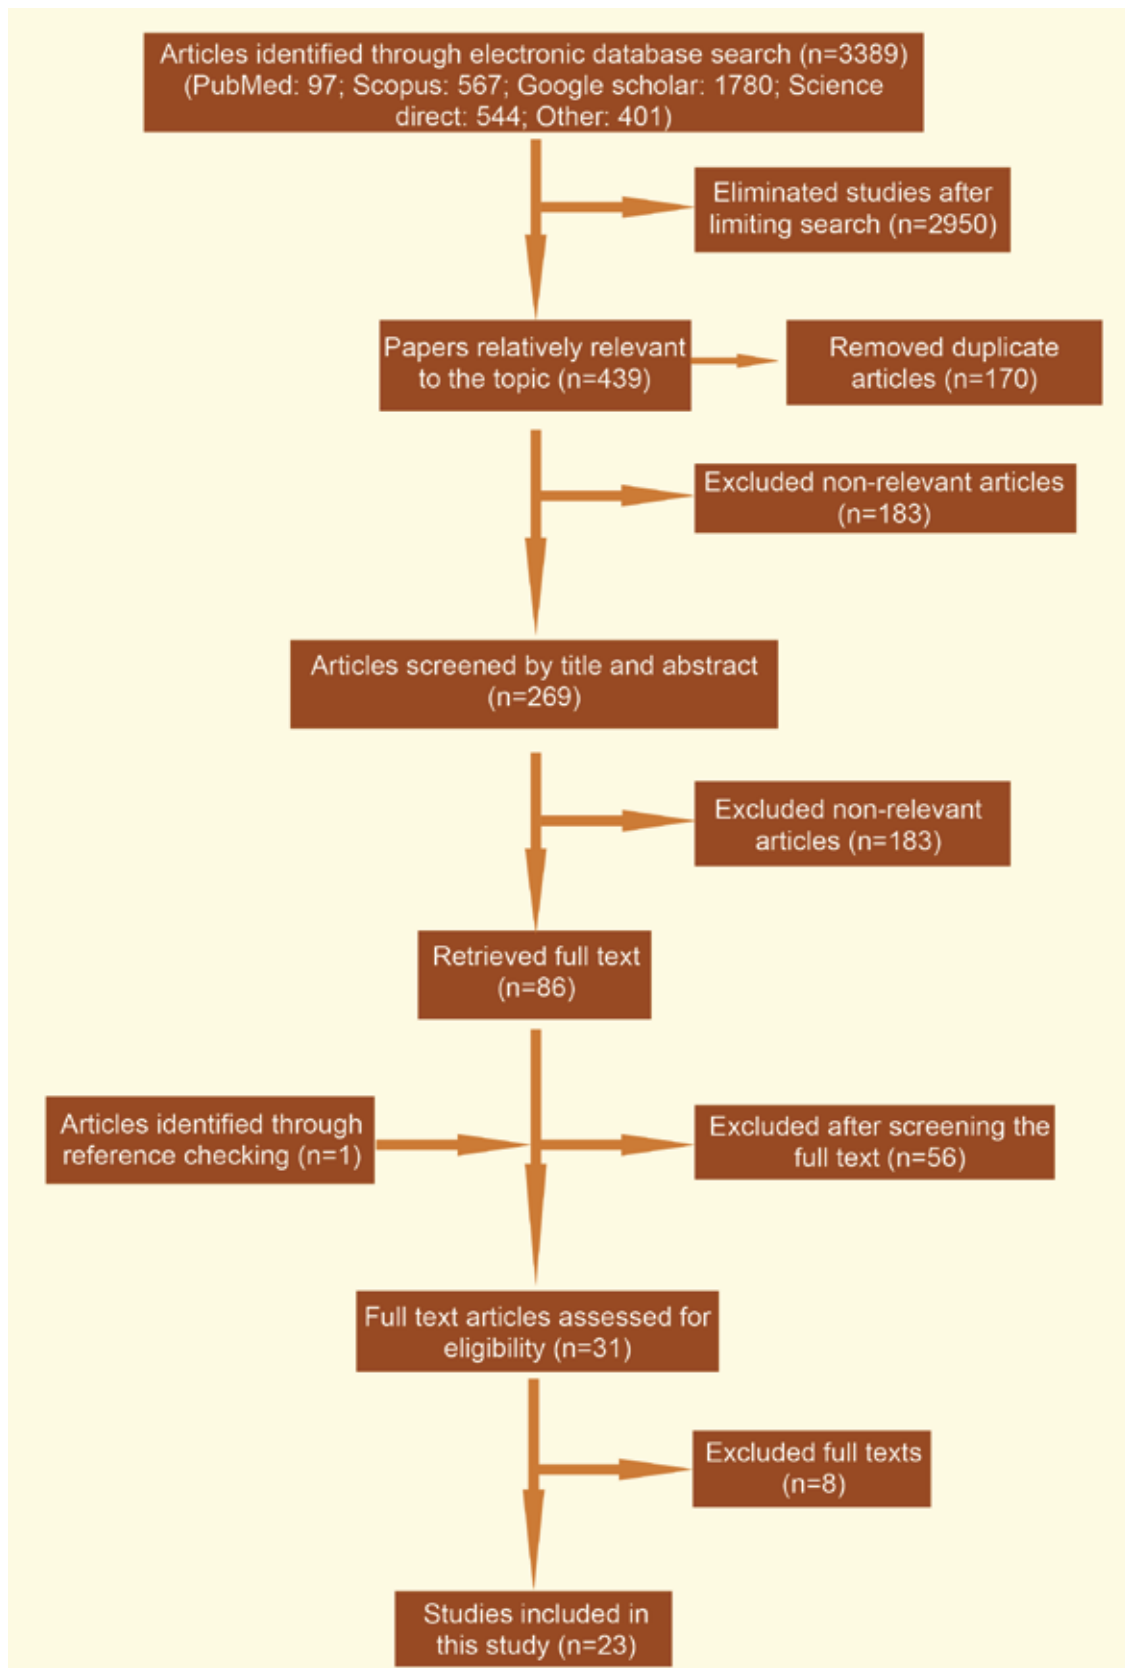 Articles identified through electronic database search (n=3389)
(PubMed: 97; Scopus: 567; Google scholar: 1780; Science
direct: 544; Other: 401)
Eliminated studies after
limiting search (n=2950)
Papers relatively relevant
to the topic (n=439)
Removed duplicate
articles (n=170)
Excluded non-relevant articles
(n=183)
Articles screened by title and abstract
(n=269)
Excluded non-relevant
articles (n=183)
Retrieved full text
(n=86)
Articles identified through
reference checking (n=1)
Excluded after screening the
full text (n=56)
Full text articles assessed for
eligibility (n=31)
Excluded full texts
(n=8)
Studies included in
this study (n=23)